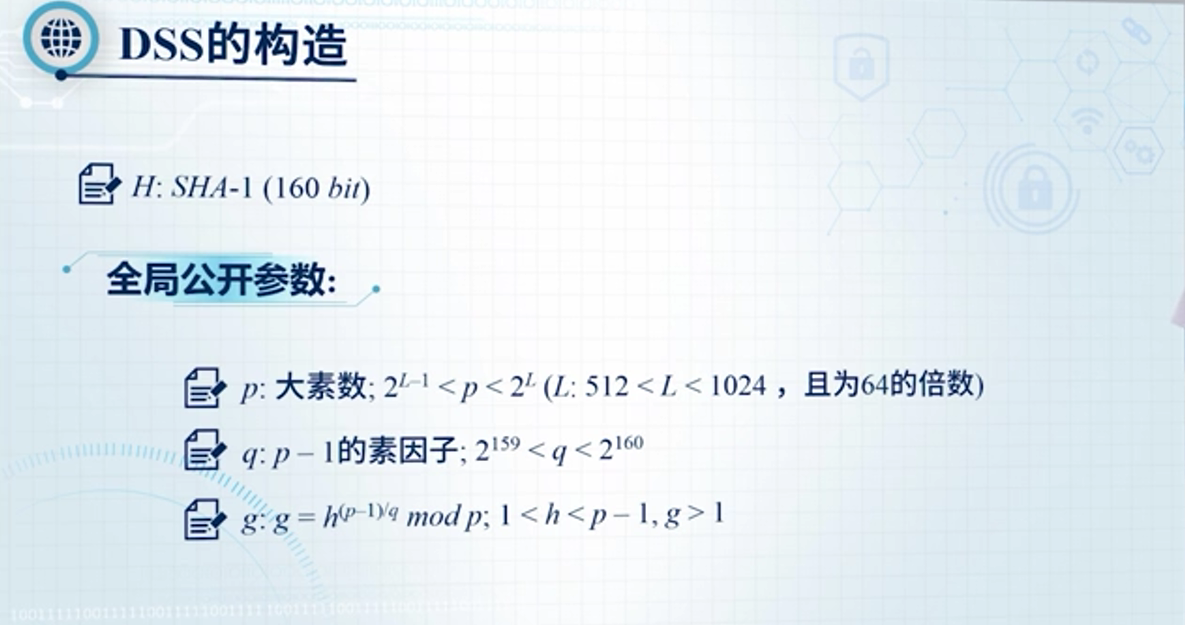 DSS的构造
H: SHA-1 (160 bit)
全局公开参数:
p: 大素数; 2^{L–1} < p < 2^L (L: 512 < L < 1024 ，且为64的倍数)
q: p – 1的素因子; 2^{159} < q < 2^{160}
g: g = h^{(p–1)/q} mod p; 1 < h < p – 1, g > 1